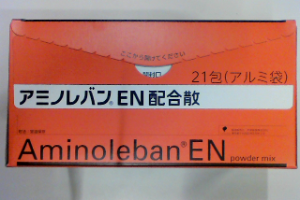 ここから開けてください
開封口
21包(アルミ袋)
アミノレバン®EN配合散
Aminoleban®EN
powder mix